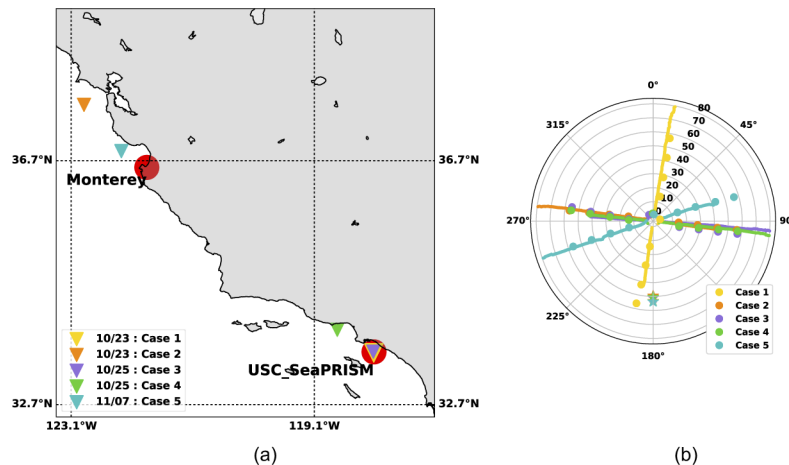 36.7°N
36.7°N
Monterey
USC_SeaPRISM
10/23 : Case 1
10/23 : Case 2
10/25 : Case 3
10/25 : Case 4
11/07 : Case 5
32.7°N
32.7°N
123.1°W
119.1°W
(a)
0°
315°
45°
80
70
60
50
40
30
20
10
0
270°
90
225°
180°
Case 1
Case 2
Case 3
Case 4
Case 5
(b)